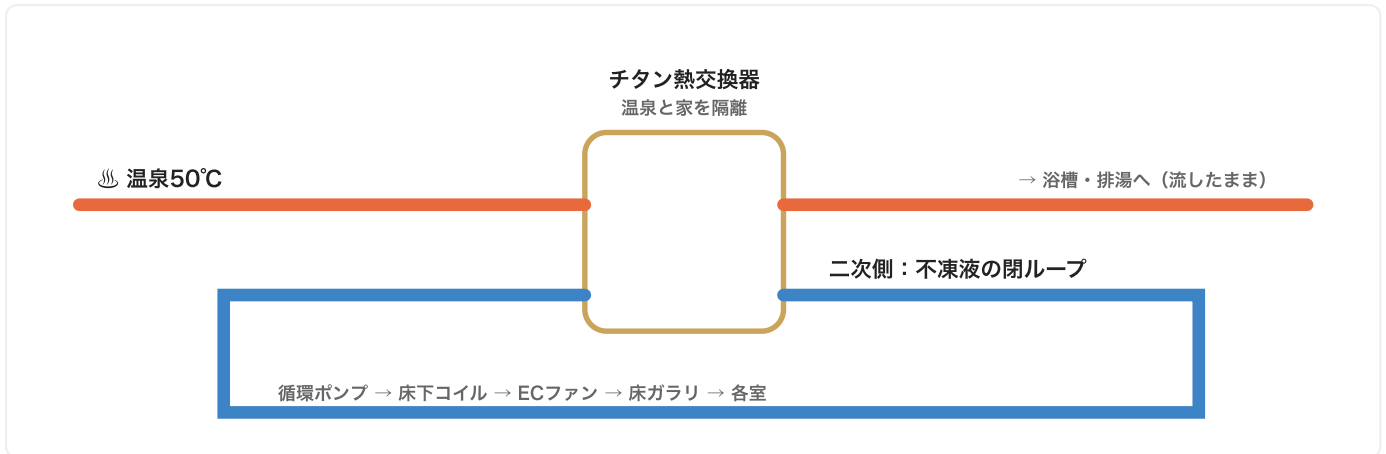 チタン熱交換器
温泉と家を隔離
♨ 温泉50℃
→ 浴槽・排湯へ（流したまま）
二次側：不凍液の閉ループ
循環ポンプ → 床下コイル → ECファン → 床ガラリ → 各室